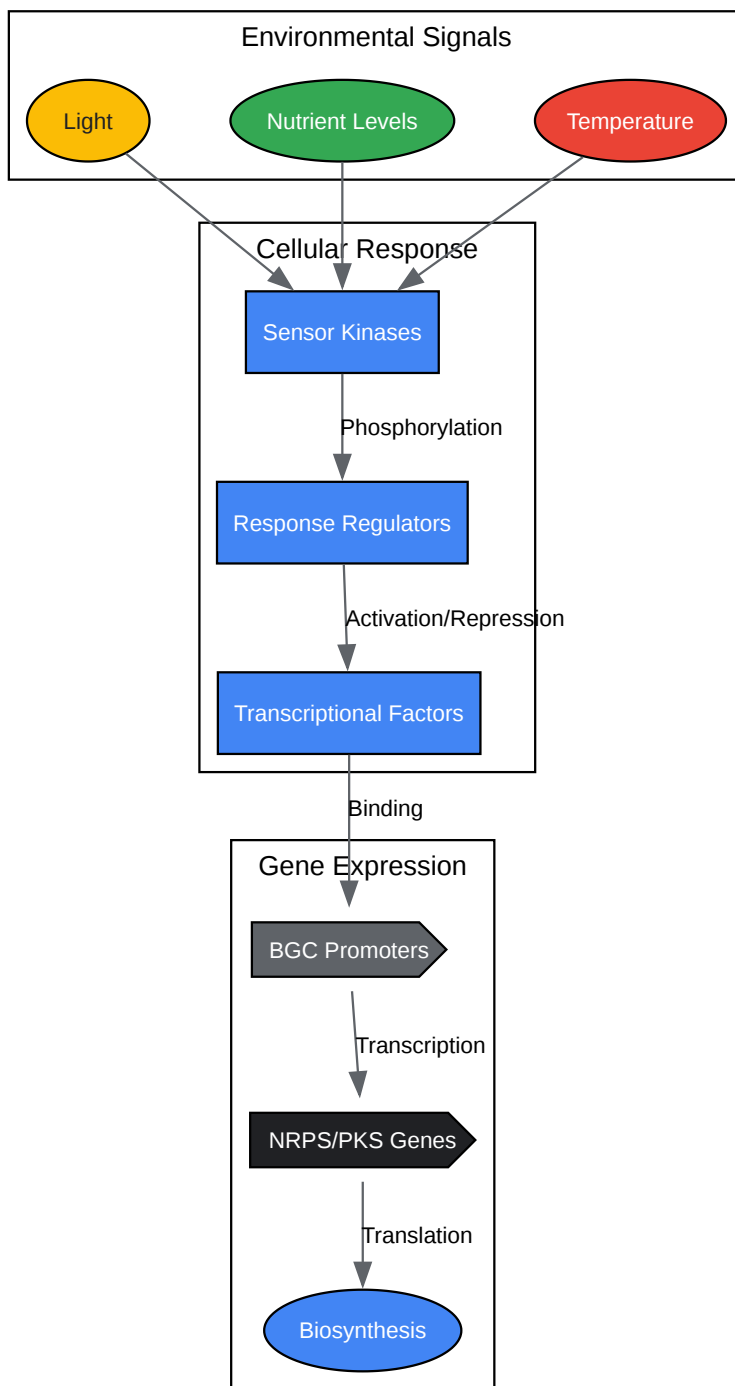 Environmental Signals
Light
Nutrient Levels
Temperature
Cellular Response
Sensor Kinases
Phosphorylation
Response Regulators
Activation/Repression
Transcriptional Factors
Binding
Gene Expression
BGC Promoters
Transcription
NRPS/PKS Genes
Translation
Biosynthesis